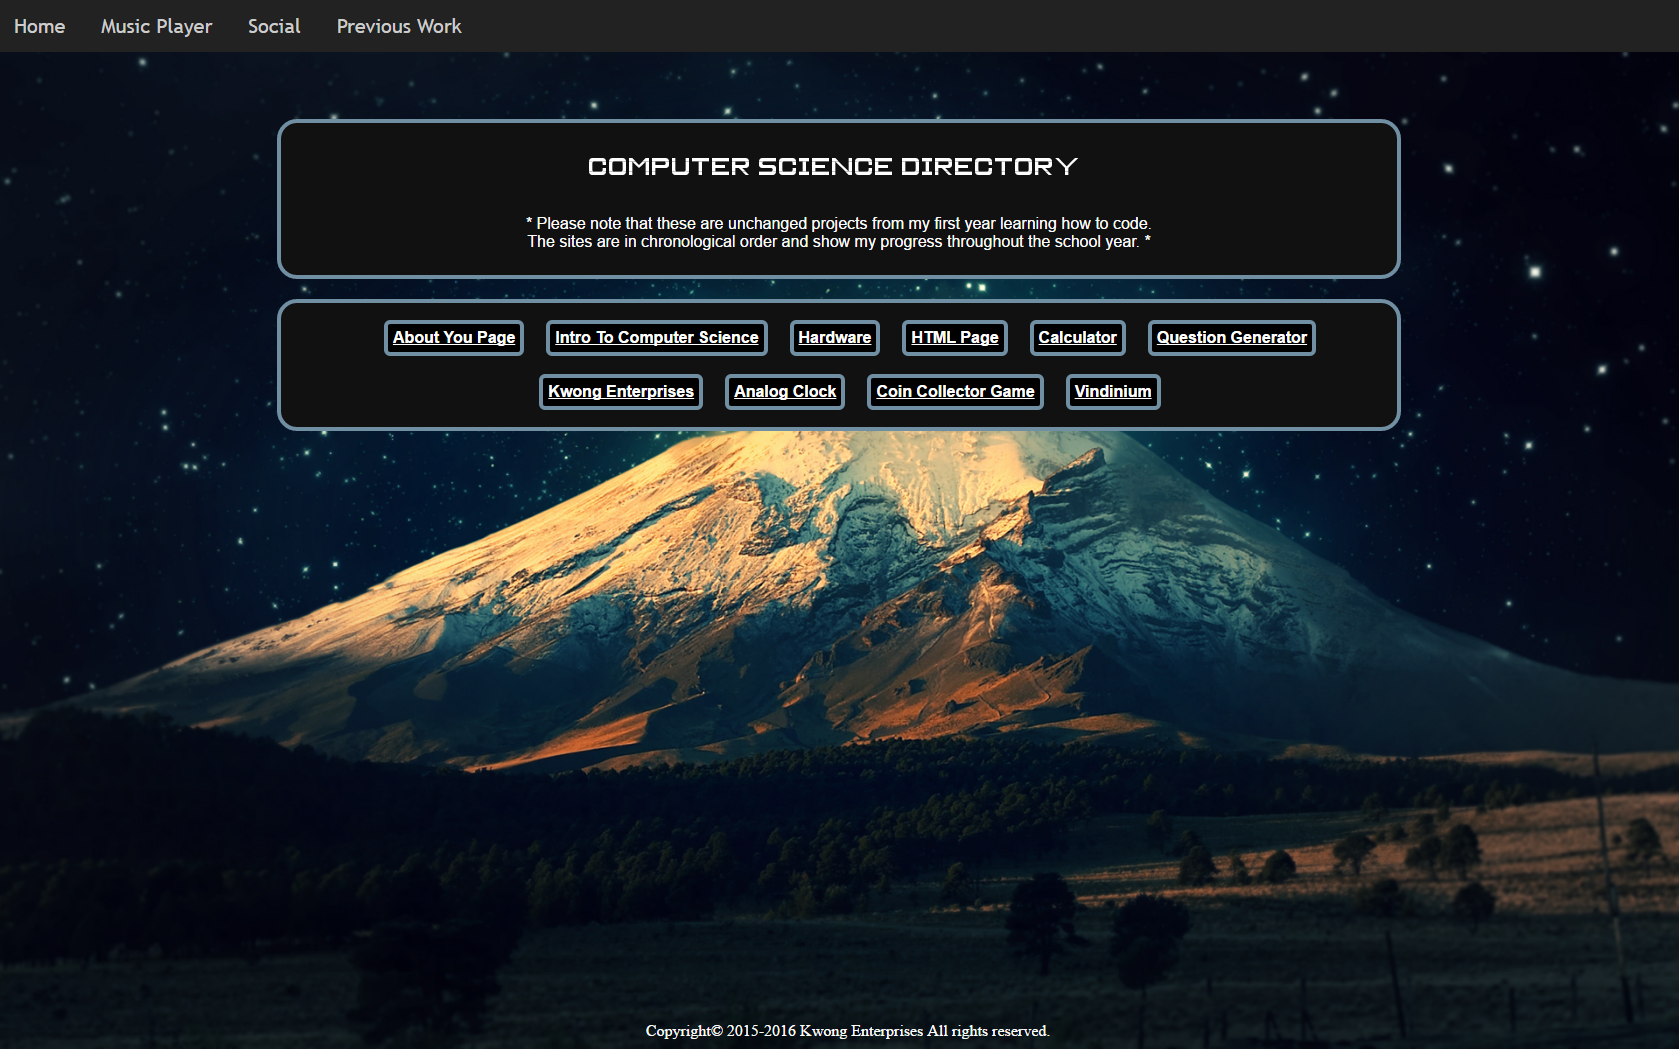 Home Music Player Social Previous Work
COMPUTER SCIENCE DIRECTORY
* Please note that these are unchanged projects from my first year learning how to code.
The sites are in chronological order and show my progress throughout the school year. *
About You Page Intro To Computer Science Hardware HTML Page Calculator Question Generator
Kwong Enterprises Analog Clock Coin Collector Game Vindinium
Copyright© 2015-2016 Kwong Enterprises All rights reserved.